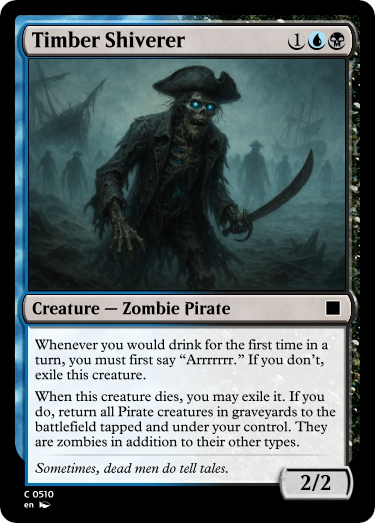 Timber Shiverer 1
Creature — Zombie Pirate
Whenever you would drink for the first time in a
turn, you must first say “Arrrrrrr.” If you don’t,
exile this creature.
When this creature dies, you may exile it. If you
do, return all Pirate creatures in graveyards to the
battlefield tapped and under your control. They
are zombies in addition to their other types.
Sometimes, dead men do tell tales.
2/2
C 0510
en